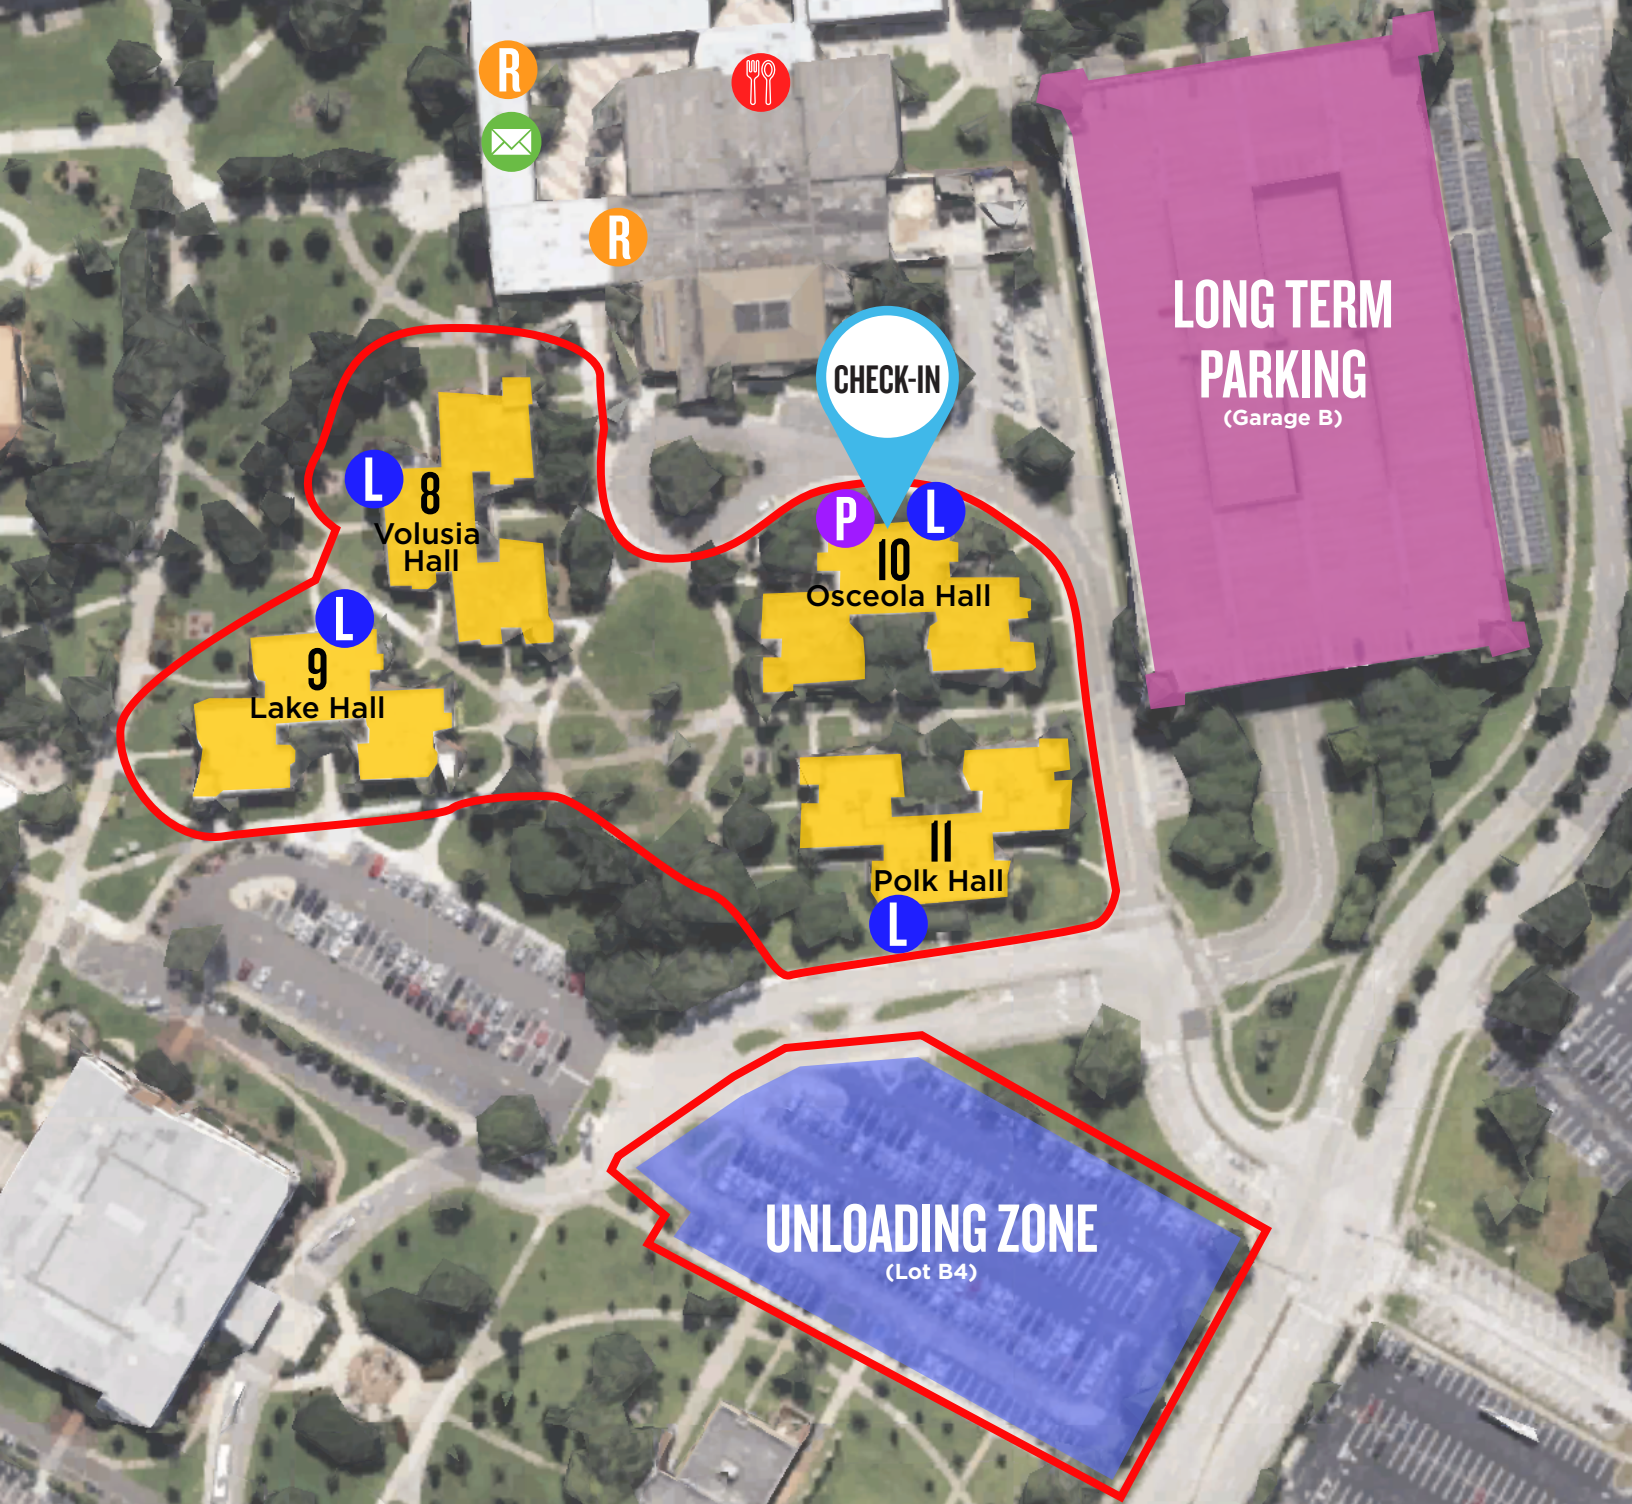 R
R
LONG TERM
PARKING
(Garage B)
CHECK-IN
L
8
Volusia
Hall
P
L
10
Osceola Hall
L
9
Lake Hall
11
Polk Hall
L
UNLOADING ZONE
(Lot B4)